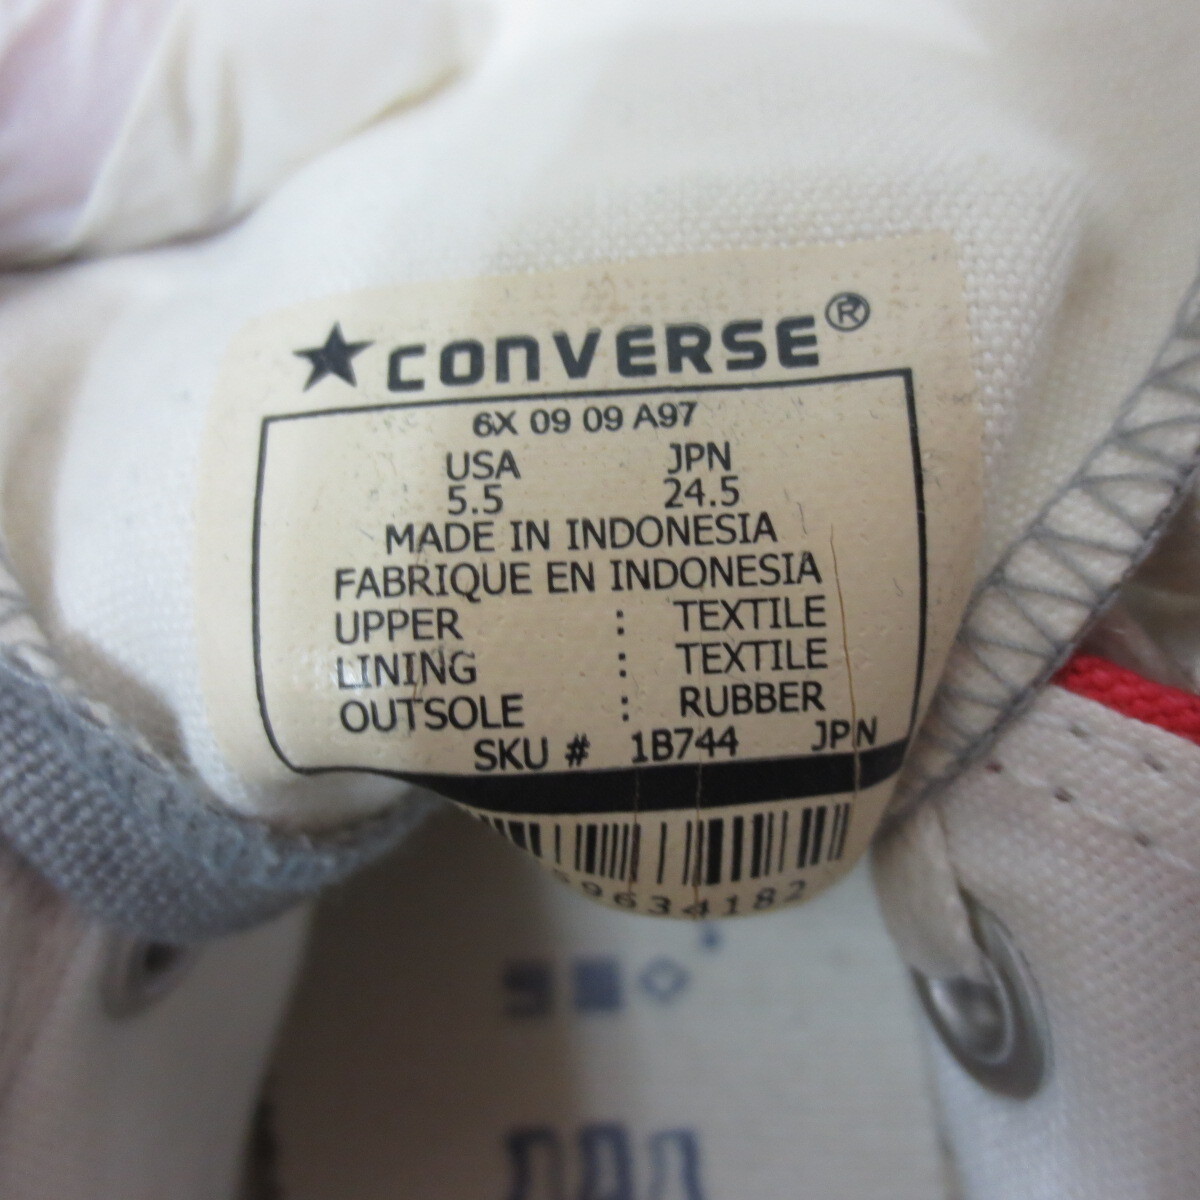 ★CONVERSE®
6X 09 09 A97
USA JPN
5.5 24.5
MADE IN INDONESIA
FABRIQUE EN INDONESIA
UPPER : TEXTILE
LINING : TEXTILE
OUTSOLE : RUBBER
SKU # 1B744 JPN
59634182